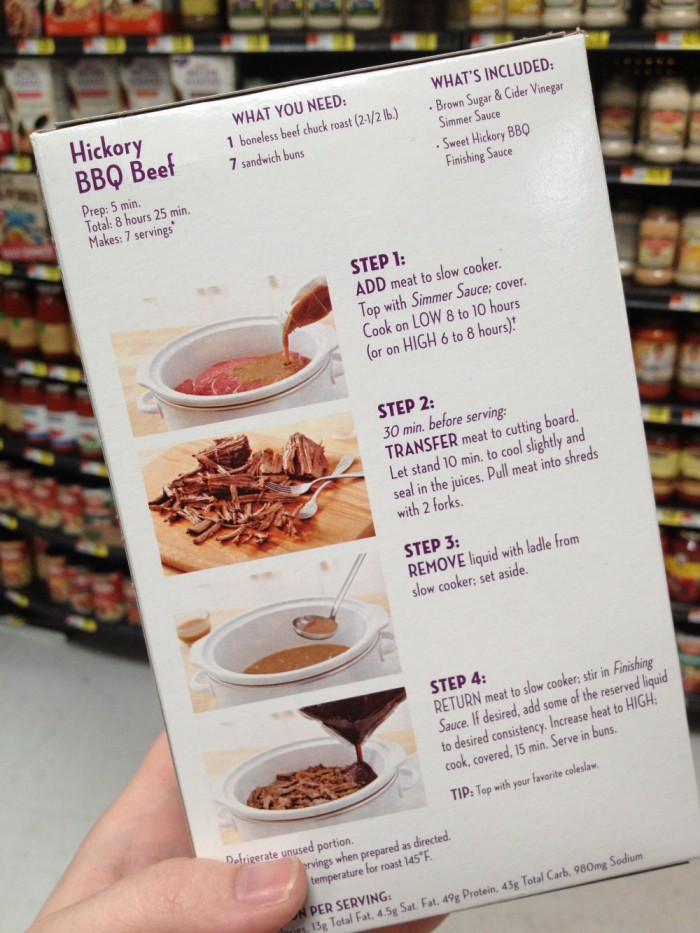 Hickory
BBQ Beef
Prep: 5 min.
Total: 8 hours 25 min.
Makes: 7 servings*
WHAT YOU NEED:
1 boneless beef chuck roast (2-1/2 lb.)
7 sandwich buns
WHAT'S INCLUDED:
• Brown Sugar & Cider Vinegar
Simmer Sauce
• Sweet Hickory BBQ
Finishing Sauce
STEP 1:
ADD meat to slow cooker.
Top with Simmer Sauce; cover.
Cook on LOW 8 to 10 hours
(or on HIGH 6 to 8 hours).†
STEP 2:
30 min. before serving:
TRANSFER meat to cutting board.
Let stand 10 min. to cool slightly and
seal in the juices. Pull meat into shreds
with 2 forks.
STEP 3:
REMOVE liquid with ladle from
slow cooker; set aside.
STEP 4:
RETURN meat to slow cooker; stir in Finishing
Sauce. If desired, add some of the reserved liquid
to desired consistency. Increase heat to HIGH;
cook, covered, 15 min. Serve in buns.
TIP: Top with your favorite coleslaw.
Refrigerate unused portion.
when prepared as directed.
temperature for roast 145°F.
PER SERVING:
13g Total Fat, 4.5g Sat. Fat, 49g Protein, 43g Total Carb, 980mg Sodium